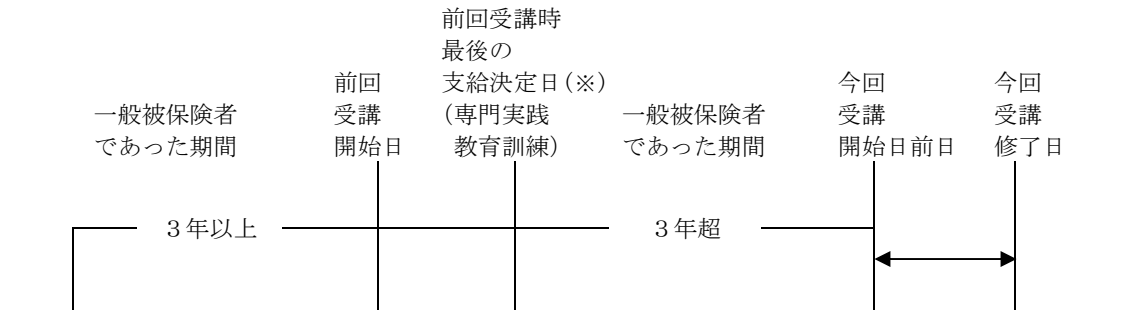 一般被保険者
であった期間
前回
受講
開始日
前回受講時
最後の
支給決定日(※)
(専門実践
教育訓練)
一般被保険者
であった期間
今回
受講
開始日前日
今回
受講
修了日
３年以上
３年超